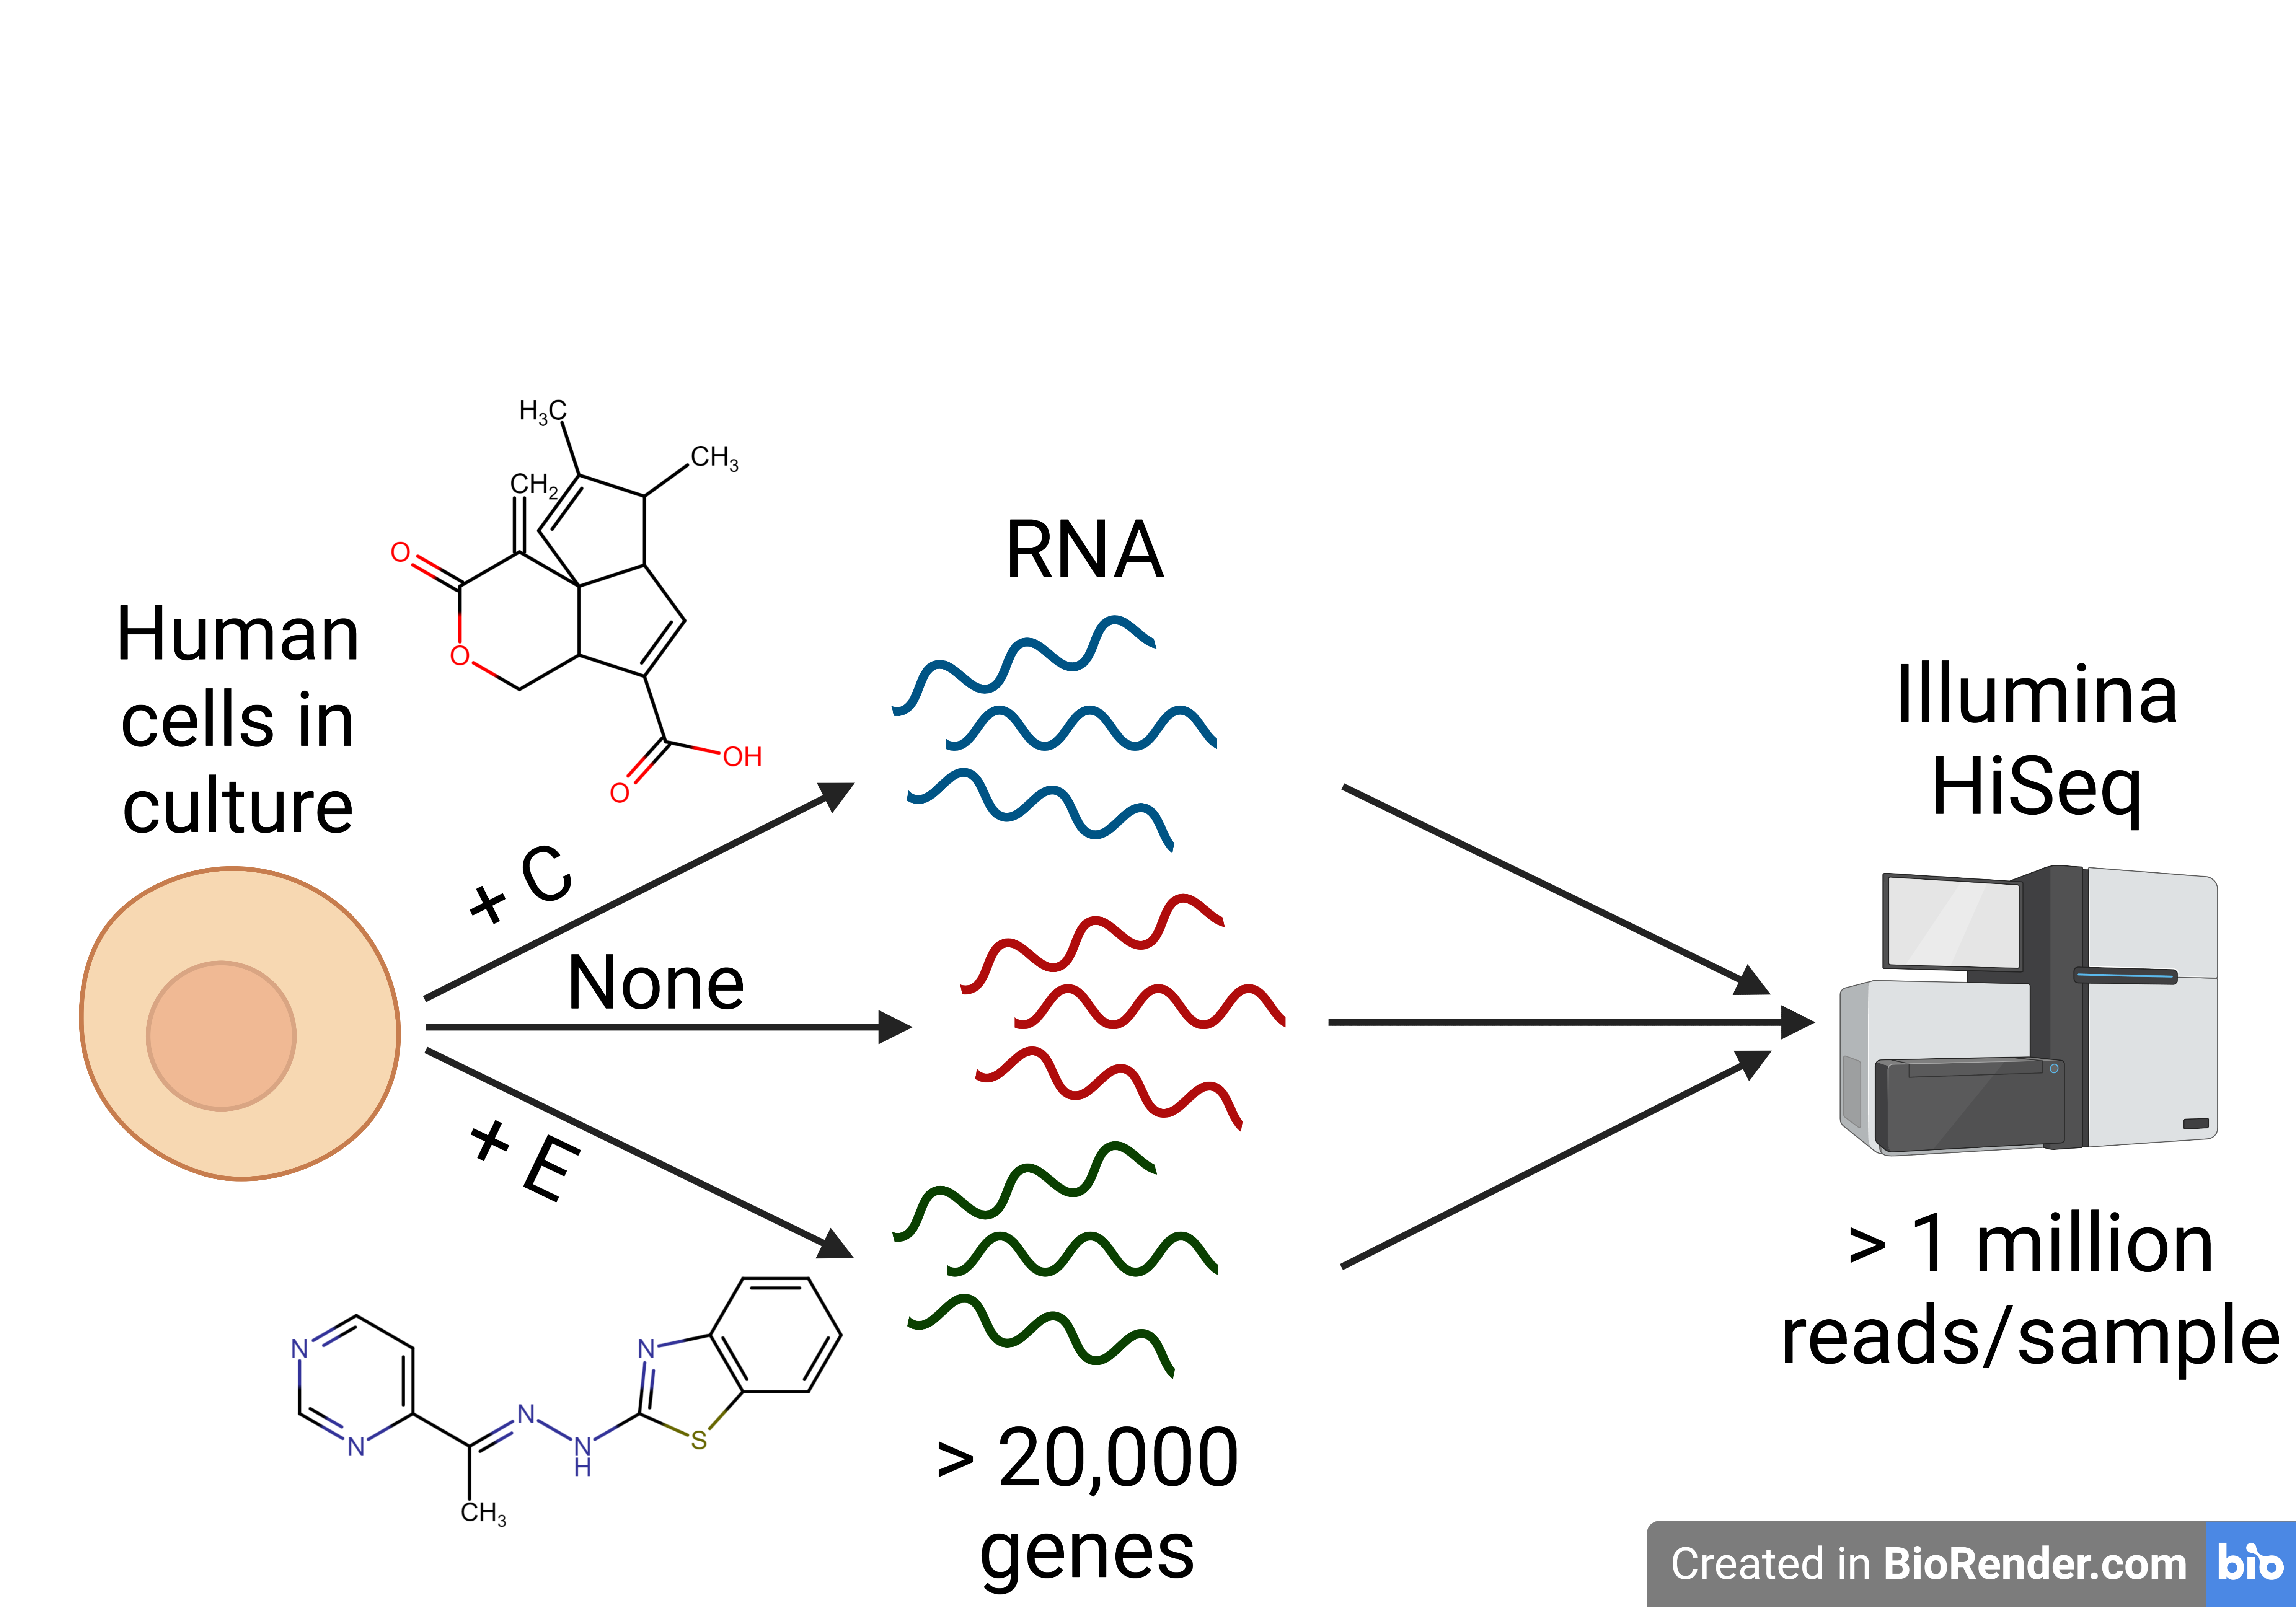 H3C
CH3
CH2
O
O
OH
O
Human
cells in
culture
+ C
None
+ E
N
N
N
N
H
N
S
CH3
RNA
> 20,000
genes
Illumina
HiSeq
> 1 million
reads/sample
Created in BioRender.com bio